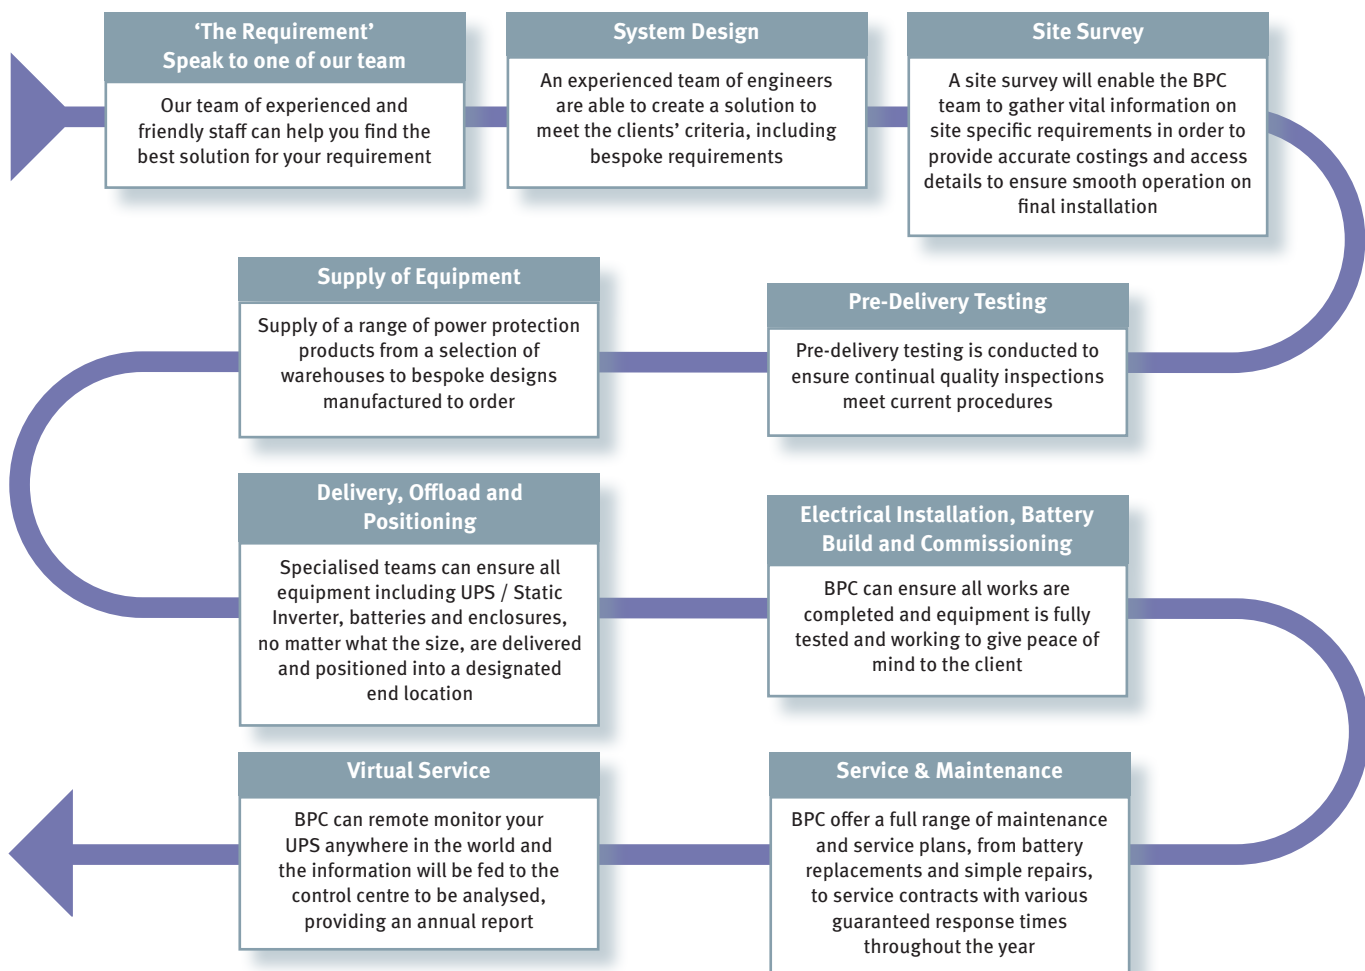 ‘The Requirement’
Speak to one of our team
Our team of experienced and
friendly staff can help you find the
best solution for your requirement
System Design
An experienced team of engineers
are able to create a solution to
meet the clients’ criteria, including
bespoke requirements
Site Survey
A site survey will enable the BPC
team to gather vital information on
site specific requirements in order to
provide accurate costings and access
details to ensure smooth operation on
final installation
Pre-Delivery Testing
Pre-delivery testing is conducted to
ensure continual quality inspections
meet current procedures
Supply of Equipment
Supply of a range of power protection
products from a selection of
warehouses to bespoke designs
manufactured to order
Delivery, Offload and
Positioning
Specialised teams can ensure all
equipment including UPS / Static
Inverter, batteries and enclosures,
no matter what the size, are delivered
and positioned into a designated
end location
Electrical Installation, Battery
Build and Commissioning
BPC can ensure all works are
completed and equipment is fully
tested and working to give peace of
mind to the client
Service & Maintenance
BPC offer a full range of maintenance
and service plans, from battery
replacements and simple repairs,
to service contracts with various
guaranteed response times
throughout the year
Virtual Service
BPC can remote monitor your
UPS anywhere in the world and
the information will be fed to the
control centre to be analysed,
providing an annual report